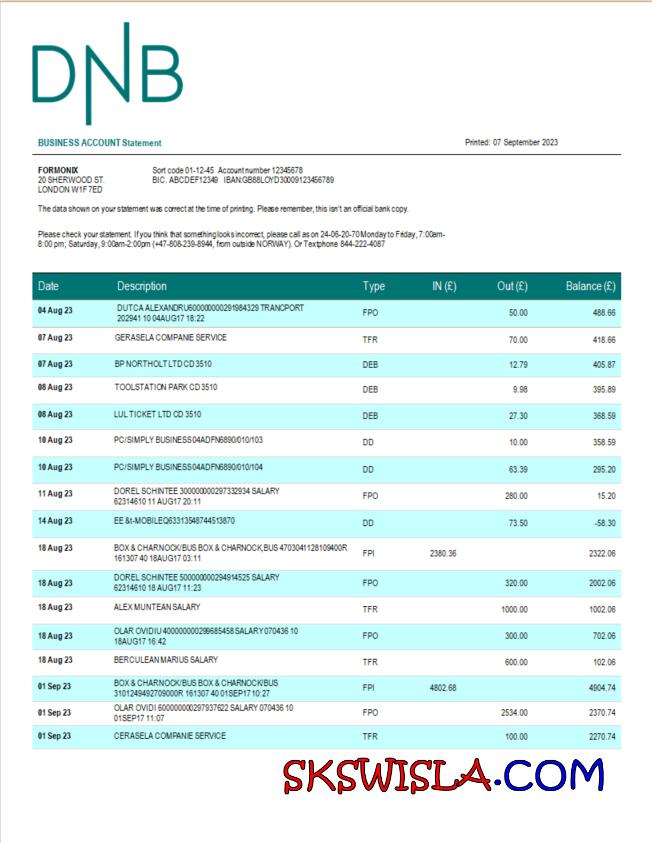 DNB
BUSINESS ACCOUNT Statement Printed: 07 September 2023
FORMONIX Sort code 01-12-45 Account number 12345678
20 SHERWOOD ST. BIC. ABCDEF12349 IBAN:GB88LOYD30009123456789
LONDON W1F 7ED
The data shown on your statement was correct at the time of printing. Please remember, this isn't an official bank copy.
Please check your statement. If you think that something looks incorrect, please call as on 24-06-20-70 Monday to Friday, 7:00am-
8:00 pm; Saturday, 9:00am-2:00pm (+47-808-239-8944, from outside NORWAY). Or Textphone 844-222-4087
Date Description Type IN (£) Out (£) Balance (£)
04 Aug 23 DUTCA ALEXANDRU600000000291984329 TRANCPORT FPO 50.00 488.66
202941 10 04AUG17 18:22
07 Aug 23 GERASELA COMPANIE SERVICE TFR 70.00 418.66
07 Aug 23 BP NORTHOLT LTD CD 3510 DEB 12.79 405.87
08 Aug 23 TOOLSTATION PARK CD 3510 DEB 9.98 395.89
08 Aug 23 LUL TICKET LTD CD 3510 DEB 27.30 368.59
10 Aug 23 PC/SIMPLY BUSINESS04ADFN6890/010/103 DD 10.00 358.59
10 Aug 23 PC/SIMPLY BUSINESS04ADFN6890/010/104 DD 63.39 295.20
11 Aug 23 DOREL SCHINTEE 300000000297332934 SALARY FPO 280.00 15.20
62314610 11 AUG17 20:11
14 Aug 23 EE &t-MOBILEQ63313548744513870 DD 73.50 -58.30
18 Aug 23 BOX & CHARNOCK/BUS BOX & CHARNOCK,BUS 4703041128109400R FPI 2380.36 2322.06
161307 40 18AUG17 03:11
18 Aug 23 DOREL SCHINTEE 500000000294914525 SALARY FPO 320.00 2002.06
62314610 18 AUG17 11:23
18 Aug 23 ALEX MUNTEAN SALARY TFR 1000.00 1002.06
18 Aug 23 OLAR OVIDIU 400000000299685458 SALARY 070436 10 FPO 300.00 702.06
18AUG17 16:42
18 Aug 23 BERCULEAN MARIUS SALARY TFR 600.00 102.06
01 Sep 23 BOX & CHARNOCK/BUS BOX & CHARNOCK/BUS FPI 4802.68 4904.74
3101249492709000R 161307 40 01SEP17 10:27
01 Sep 23 OLAR OVIDI 600000000297937622 SALARY 070436 10 FPO 2534.00 2370.74
01SEP17 11:07
01 Sep 23 CERASELA COMPANIE SERVICE TFR 100.00 2270.74
SKSWISLA.COM